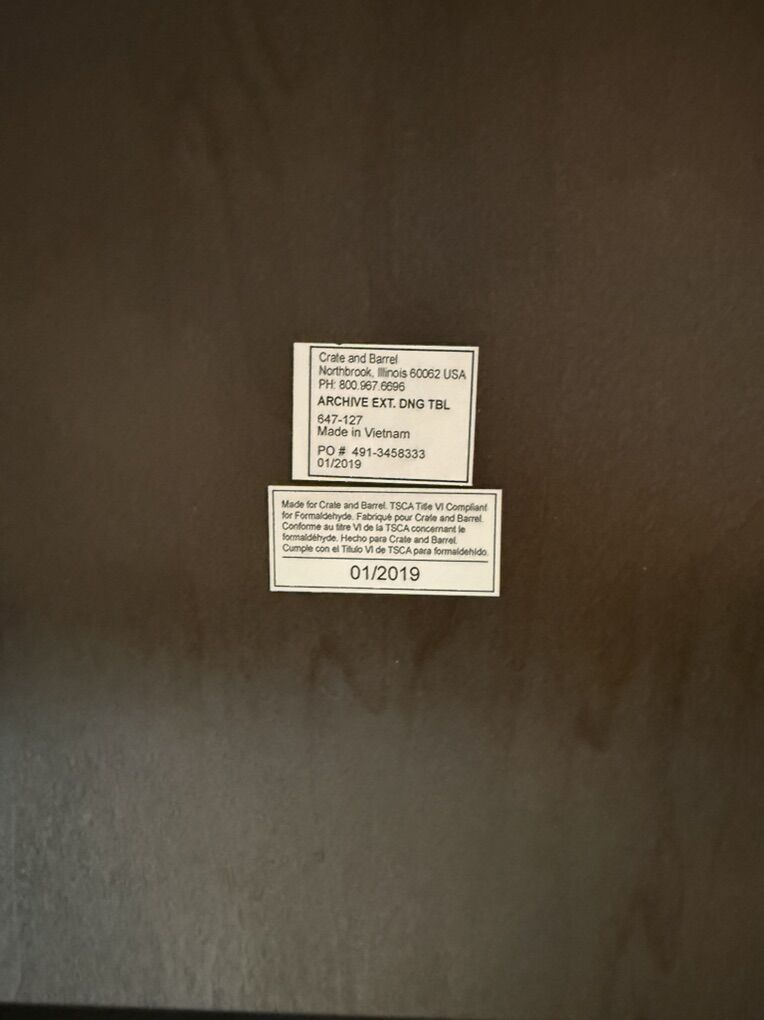 Crate and Barrel
Northbrook, Illinois 60062 USA
PH: 800.967.6696
ARCHIVE EXT. DNG TBL
647-127
Made in Vietnam
PO # 491-3458333
01/2019
Made for Crate and Barrel. TSCA Title VI Compliant
for Formaldehyde. Fabriqué pour Crate and Barrel.
Conforme au titre VI de la TSCA concernant le
formaldéhyde. Hecho para Crate and Barrel.
Cumple con el Título VI de TSCA para formaldehído.
01/2019